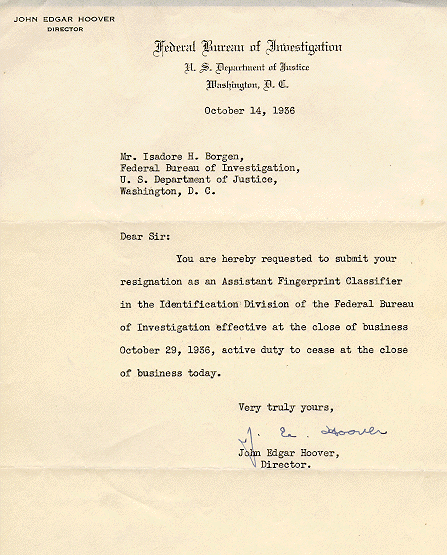 JOHN EDGAR HOOVER
DIRECTOR
Federal Bureau of Investigation
U. S. Department of Justice
Washington, D. C.
October 14, 1936
Mr. Isadore H. Borgen,
Federal Bureau of Investigation,
U. S. Department of Justice,
Washington, D. C.
Dear Sir:
You are hereby requested to submit your
resignation as an Assistant Fingerprint Classifier
in the Identification Division of the Federal Bureau
of Investigation effective at the close of business
October 29, 1936, active duty to cease at the close
of business today.
Very truly yours,
J. E. Hoover
John Edgar Hoover,
Director.